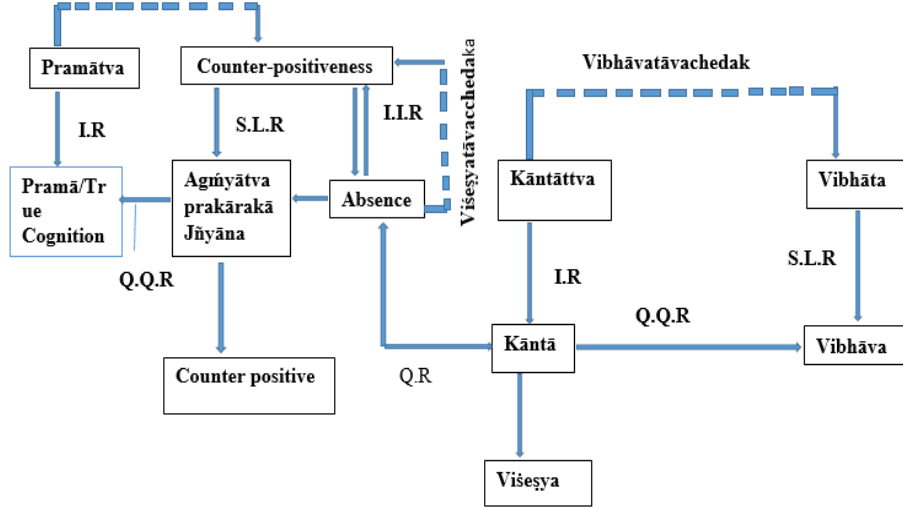 Pramātva
Counter-positiveness
Viśeṣyatāvacchedaka
Vibhāvatāvachedak
I.R
S.L.R
I.I.R
Pramā/Tr
ue
Cognition
Agḿyātva
prakārakā
Jñyāna
Absence
Kāntāttva
Vibhāta
Q.Q.R
I.R
S.L.R
Q.Q.R
Counter positive
Q.R
Kāntā
Vibhāva
Viśeṣya